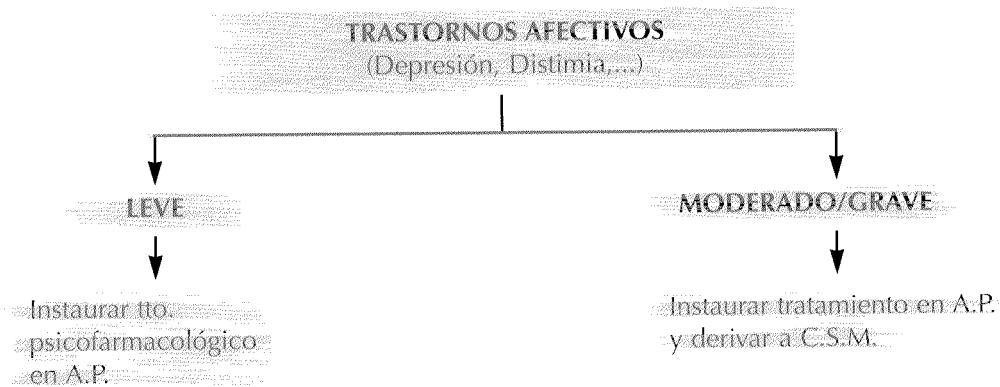 TRASTORNOS AFECTIVOS
(Depresión, Distimia,...)
LEVE
MODERADO/GRAVE
Instaurar tto.
psicofarmacológico
en A.P.
Instaurar tratamiento en A.P.
y derivar a C.S.M.